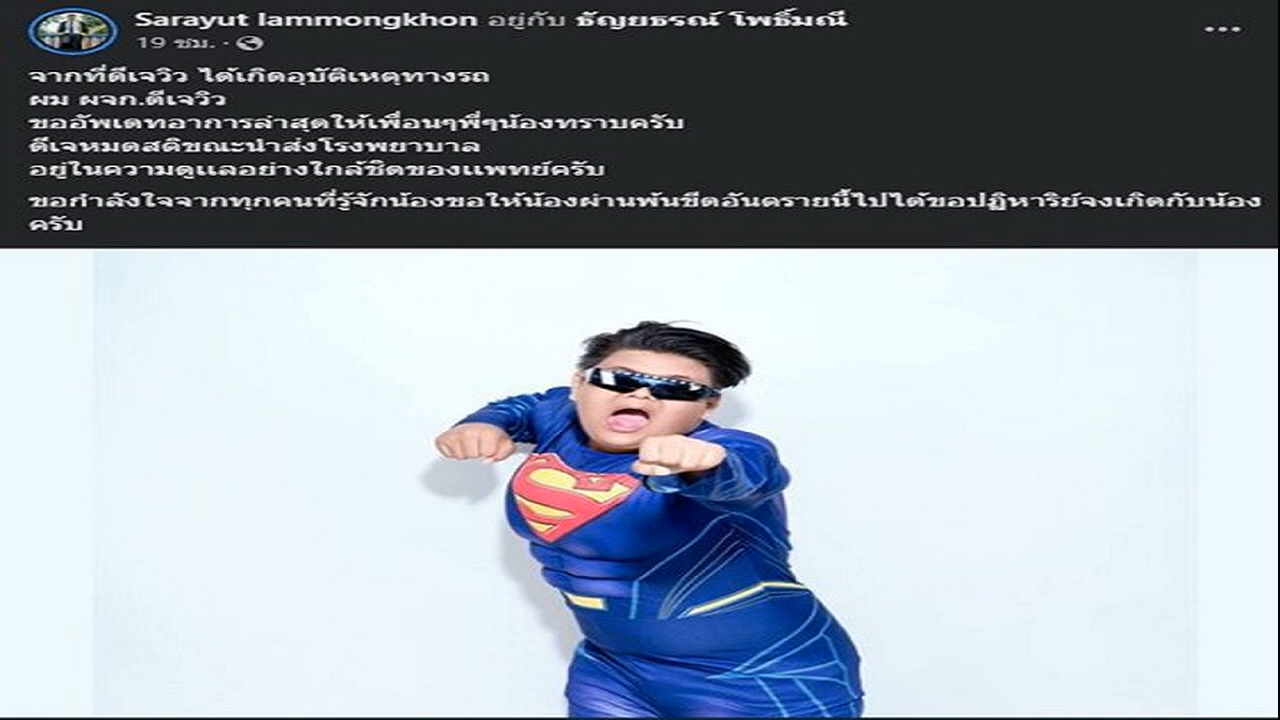 Sarayut Iammongkhon อยู่กับ ธัญยธรณ์ โพธิ์มณี
19 ชม. ·
จากที่ดีเจวิว ได้เกิดอุบัติเหตุทางรถ
ผม ผจก.ดีเจวิว
ขออัพเดทอาการล่าสุดให้เพื่อนๆพี่ๆน้องทราบครับ
ดีเจหมดสติขณะนำส่งโรงพยาบาล
อยู่ในความดูแลอย่างใกล้ชิดของแพทย์ครับ
ขอกำลังใจจากทุกคนที่รู้จักน้องขอให้น้องผ่านพ้นขีดอันตรายนี้ไปได้ขอปฏิหาริย์จงเกิดกับน้อง
ครับ